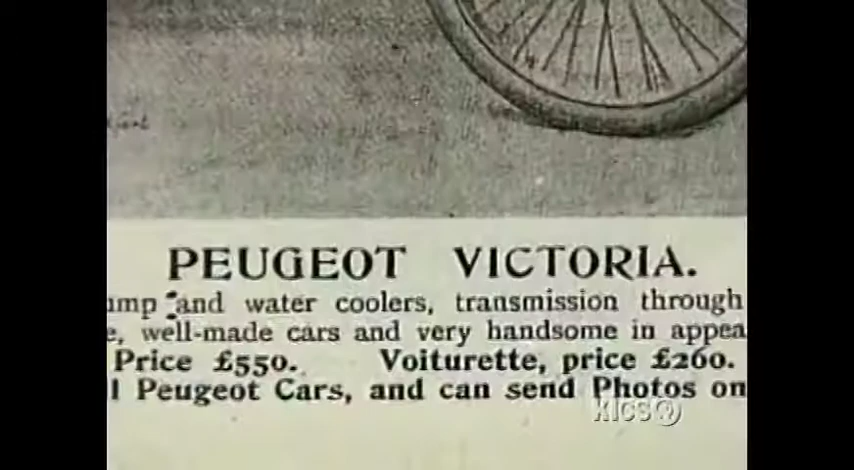 PEUGEOT VICTORIA.
ump and water coolers, transmission through
e, well-made cars and very handsome in appea
Price £550. Voiturette, price £260.
l Peugeot Cars, and can send Photos on
klcs